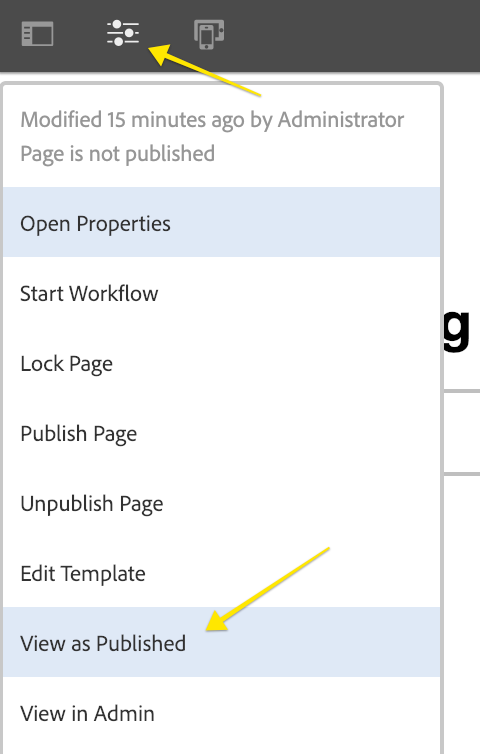 Modified 15 minutes ago by Administrator
Page is not published
Open Properties
Start Workflow
g
Lock Page
Publish Page
Unpublish Page
Edit Template
View as Published
View in Admin